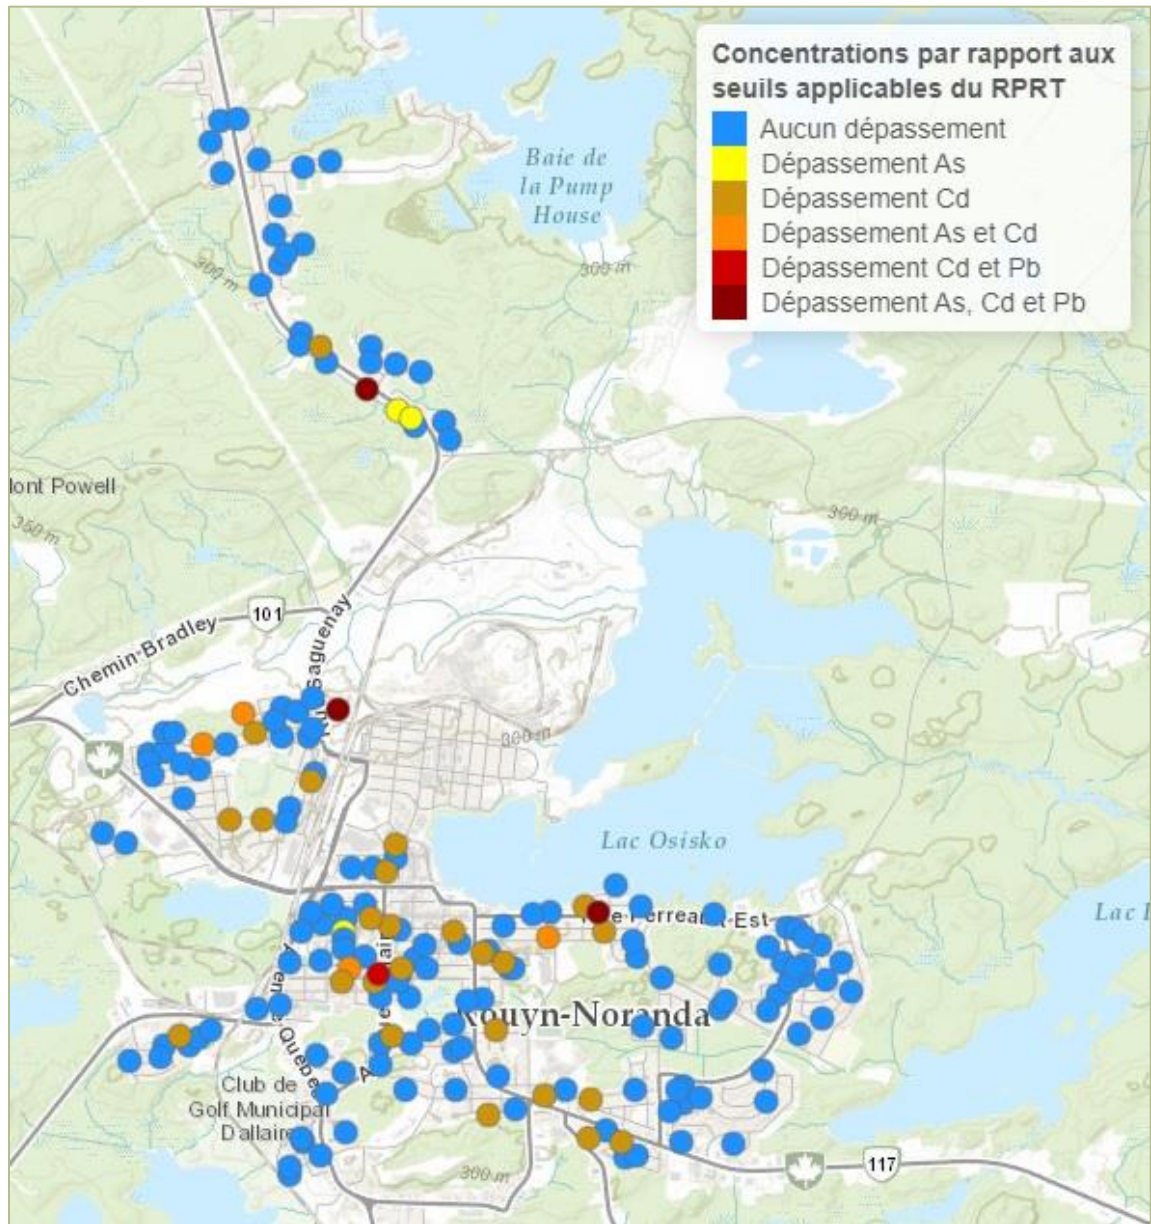 Concentrations par rapport aux
seuils applicables du RPRT
Aucun dépassement
Dépassement As
Dépassement Cd
Dépassement As et Cd
Dépassement Cd et Pb
Dépassement As, Cd et Pb
Baie de
la Pump
House
300 m
300 m
Mont Powell
350 m
300 m
101
Chemin-Bradley
Saguenay
300 m
Lac Osisko
Est
Lac
Rouyn-Noranda
Club de
Golf Municipal
Dallaire
300 m
117